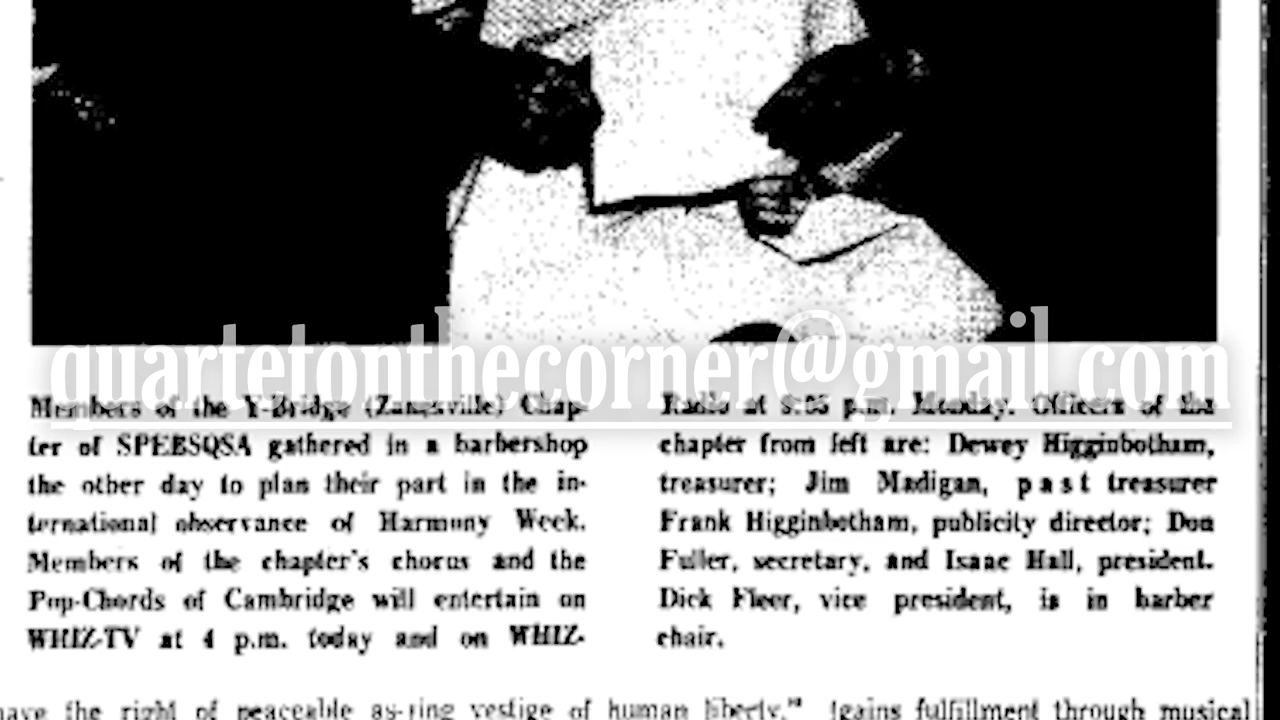 quartetonthecorner@gmail.com
Members of the Y-Bridge (Zanesville) Chap-
ter of SPEBSQSA gathered in a barbershop
the other day to plan their part in the in-
ternational observance of Harmony Week.
Members of the chapter's chorus and the
Pop-Chords of Cambridge will entertain on
WHIZ-TV at 4 p.m. today and on WHIZ-
Radio at p.m. Monday. Officers of the
chapter from left are: Dewey Higginbotham,
treasurer; Jim Madigan, past treasurer
Frank Higginbotham, publicity director; Don
Fuller, secretary, and Isaac Hall, president.
Dick Fleer, vice president, is in barber
chair.
have the right of peaceable as-
ring vestige of human liberty."
gains fulfillment through musical